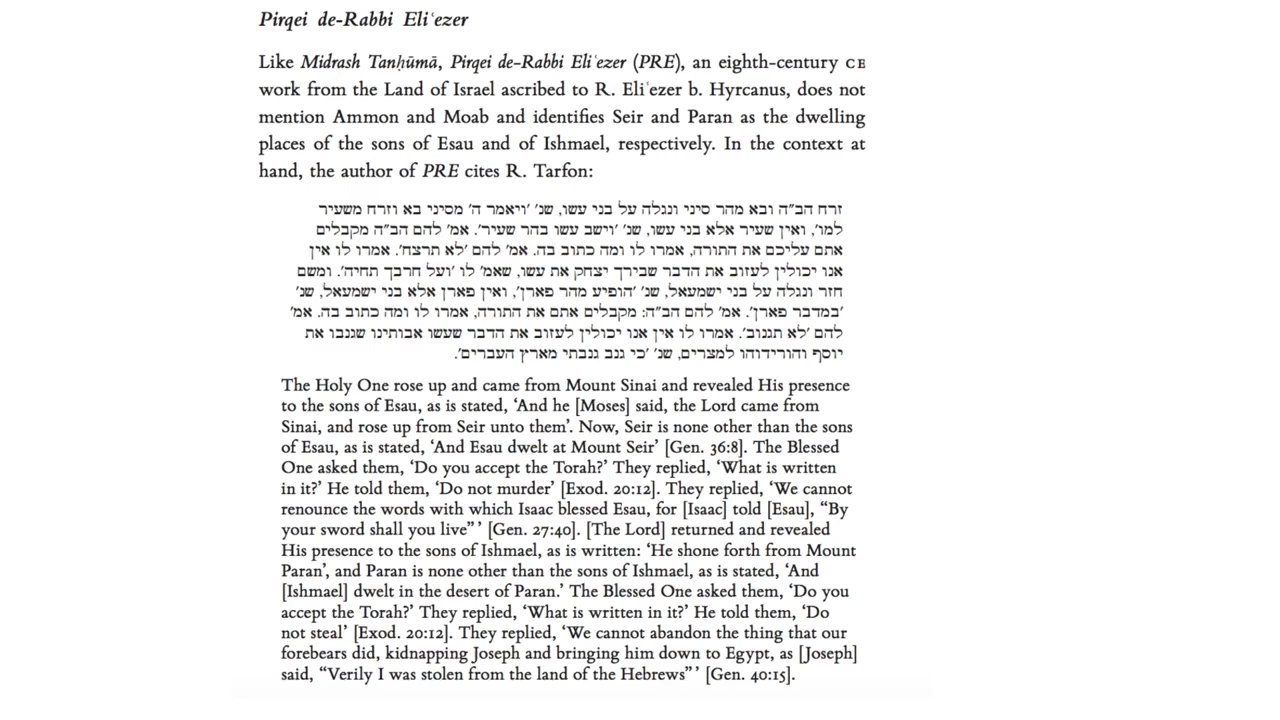 Pirqei de-Rabbi Eliʿezer
Like Midrash Tanḥūmā, Pirqei de-Rabbi Eliʿezer (PRE), an eighth-century CE
work from the Land of Israel ascribed to R. Eliʿezer b. Hyrcanus, does not
mention Ammon and Moab and identifies Seir and Paran as the dwelling
places of the sons of Esau and of Ishmael, respectively. In the context at
hand, the author of PRE cites R. Tarfon:
זרח הב״ה ובא מהר סיני ונגלה על בני עשו, שנ׳ ׳ויאמר ה׳ מסיני בא וזרח משעיר
למו׳, ואין שעיר אלא בני עשו, שנ׳ ׳וישב עשו בהר שעיר׳. אמ׳ להם הב״ה מקבלים
אתם עליכם את התורה, אמרו לו ומה כתוב בה. אמ׳ להם ׳לא תרצח׳. אמרו לו אין
אנו יכולין לעזוב את הדבר שבירך יצחק את עשו, שאמ׳ לו ׳ועל חרבך תחיה׳. ומשם
חזר ונגלה על בני ישמעאל, שנ׳ ׳הופיע מהר פארן׳, ואין פארן אלא בני ישמעאל, שנ׳
׳במדבר פארן׳. אמ׳ להם הב״ה: מקבלים אתם את התורה, אמרו לו ומה כתוב בה. אמ׳
להם ׳לא תגנוב׳. אמרו לו אין אנו יכולין לעזוב את הדבר שעשו אבותינו שגנבו את
יוסף והורידוהו למצרים, שנ׳ ׳כי גנב גנבתי מארץ העברים׳.
The Holy One rose up and came from Mount Sinai and revealed His presence
to the sons of Esau, as is stated, ‘And he [Moses] said, the Lord came from
Sinai, and rose up from Seir unto them’. Now, Seir is none other than the sons
of Esau, as is stated, ‘And Esau dwelt at Mount Seir’ [Gen. 36:8]. The Blessed
One asked them, ‘Do you accept the Torah?’ They replied, ‘What is written
in it?’ He told them, ‘Do not murder’ [Exod. 20:12]. They replied, ‘We cannot
renounce the words with which Isaac blessed Esau, for [Isaac] told [Esau], “By
your sword shall you live”’ [Gen. 27:40]. [The Lord] returned and revealed
His presence to the sons of Ishmael, as is written: ‘He shone forth from Mount
Paran’, and Paran is none other than the sons of Ishmael, as is stated, ‘And
[Ishmael] dwelt in the desert of Paran.’ The Blessed One asked them, ‘Do you
accept the Torah?’ They replied, ‘What is written in it?’ He told them, ‘Do
not steal’ [Exod. 20:12]. They replied, ‘We cannot abandon the thing that our
forebears did, kidnapping Joseph and bringing him down to Egypt, as [Joseph]
said, “Verily I was stolen from the land of the Hebrews”’ [Gen. 40:15].